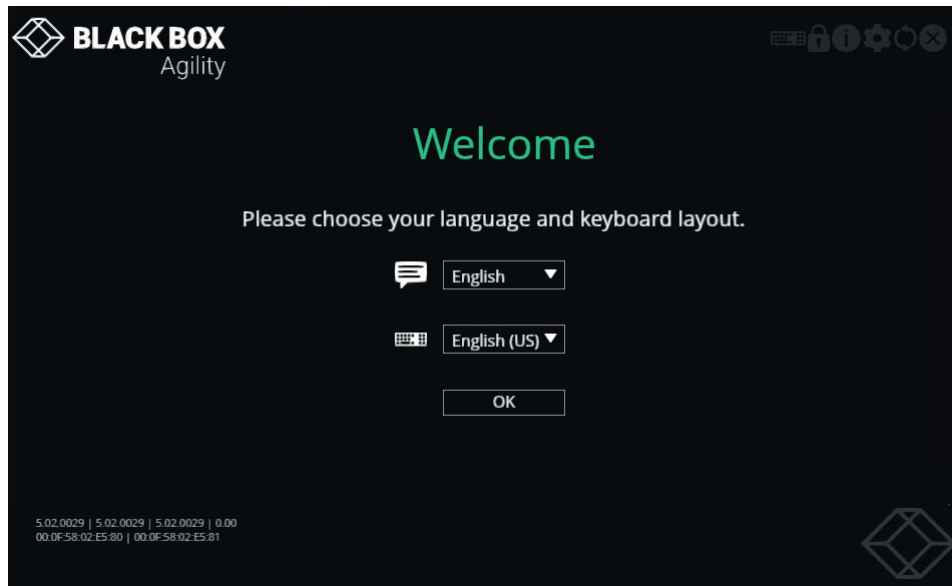 BLACK BOX
Agility
Welcome
Please choose your language and keyboard layout.
English
English (US)
OK
5.02.0029 | 5.02.0029 | 5.02.0029 | 0.00
00:0F:58:02:E5:80 | 00:0F:58:02:E5:81